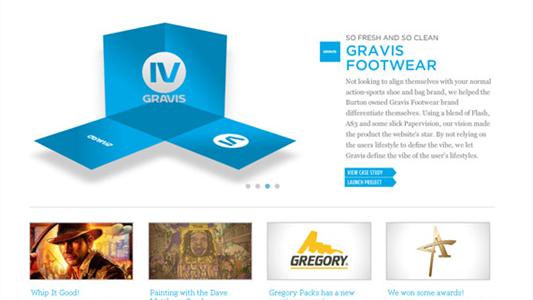 SO FRESH AND SO CLEAN
GRAVIS
FOOTWEAR
Not looking to align themselves with your normal
action-sports shoe and bag brand, we helped the
Burton owned Gravis Footwear brand
differentiate themselves. Using a blend of Flash,
AS3 and some slick Papervision, our vision made
the product the website's star. By not relying on
the users lifestyle to define the vibe, we let
Gravis define the vibe of the user's lifestyles.
VIEW CASE STUDY
LAUNCH PROJECT
IV
GRAVIS
GRAVIS
GRAVIS
GREGORY
Whip It Good!
Painting with the Dave
Gregory Packs has a new
We won some awards!